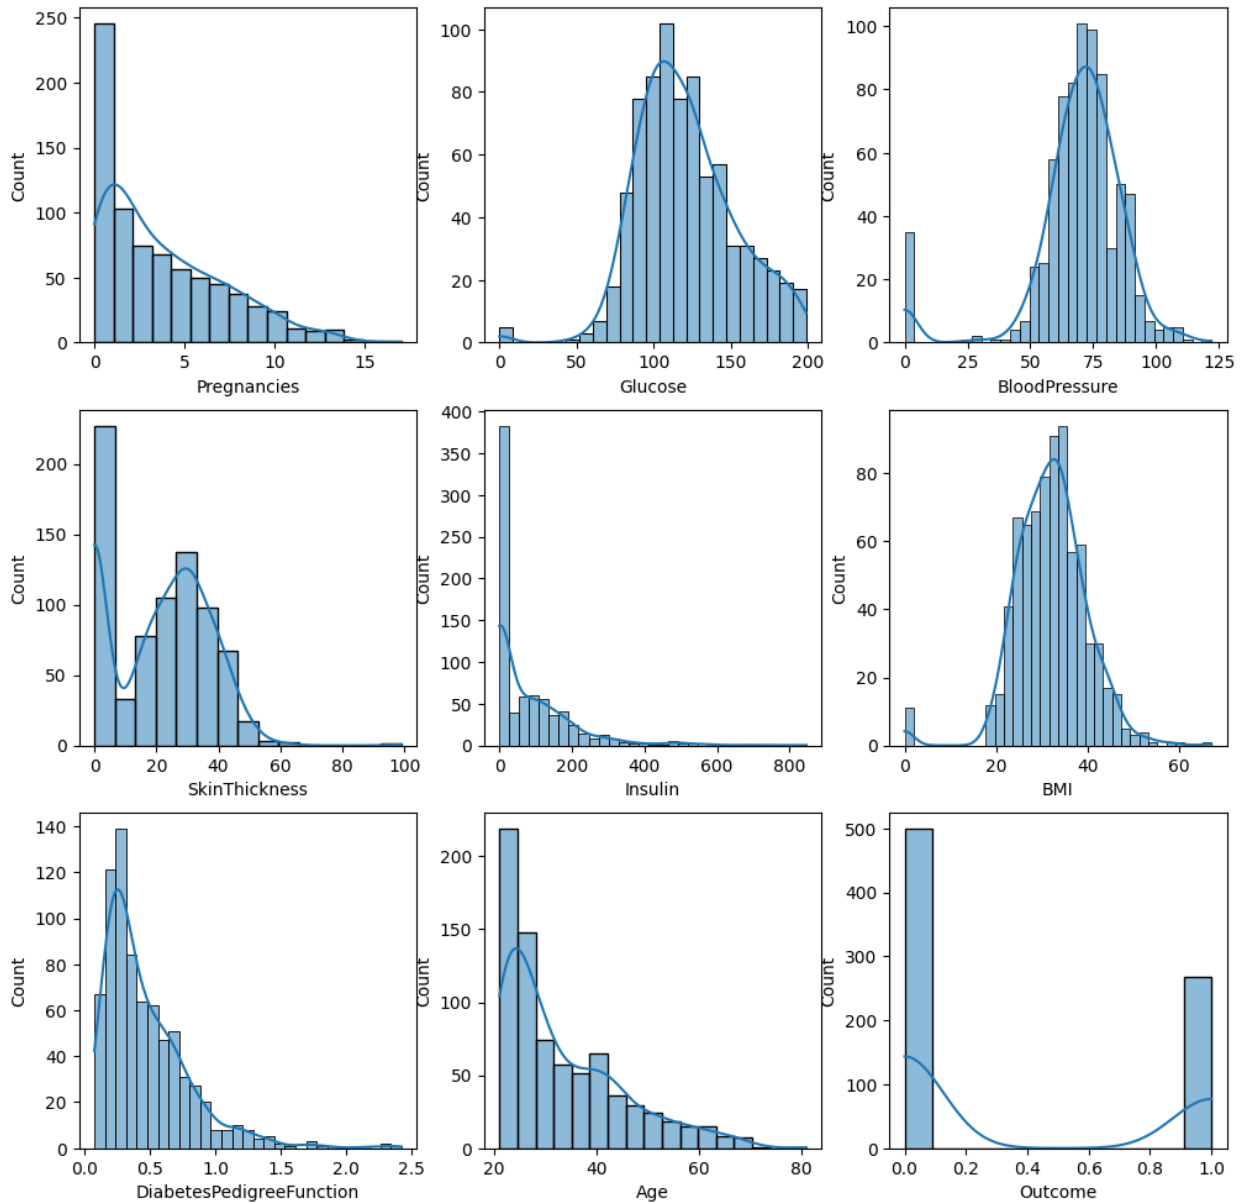 250
200
150
100
50
0
Count
0 5 10 15
Pregnancies
100
80
60
40
20
0
Count
0 50 100 150 200
Glucose
100
80
60
40
20
0
Count
0 25 50 75 100 125
BloodPressure
200
150
100
50
0
Count
0 20 40 60 80 100
SkinThickness
400
350
300
250
200
150
100
50
0
Count
0 200 400 600 800
Insulin
80
60
40
20
0
Count
0 20 40 60
BMI
140
120
100
80
60
40
20
0
Count
0.0 0.5 1.0 1.5 2.0 2.5
DiabetesPedigreeFunction
200
150
100
50
0
Count
20 40 60 80
Age
500
400
300
200
100
0
Count
0.0 0.2 0.4 0.6 0.8 1.0
Outcome